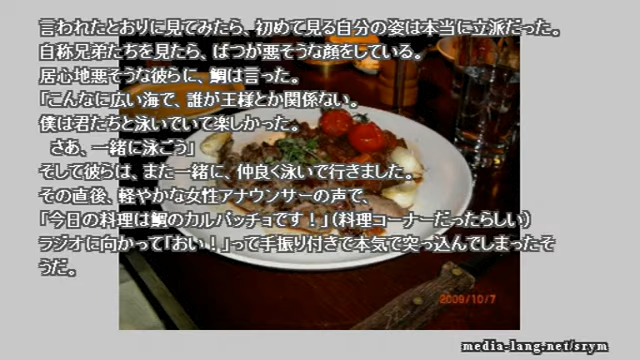 言われたとおりに見てみたら、初めて見る自分の姿は本当に立派だった。
自称兄弟たちを見たら、ばつが悪そうな顔をしている。
居心地悪そうな彼らに、鯛は言った。
「こんなに広い海で、誰が王様とか関係ない。
僕は君たちと泳いでいて楽しかった。
さあ、一緒に泳ごう」
そして彼らは、また一緒に、仲良く泳いで行きました。
その直後、軽やかな女性アナウンサーの声で、
「今日の料理は鯛のカルパッチョです！」（料理コーナーだったらしい）
ラジオに向かって「おい！」って手振り付きで本気で突っ込んでしまったそ
うだ。
2009/10/7
media-lang-net/srym